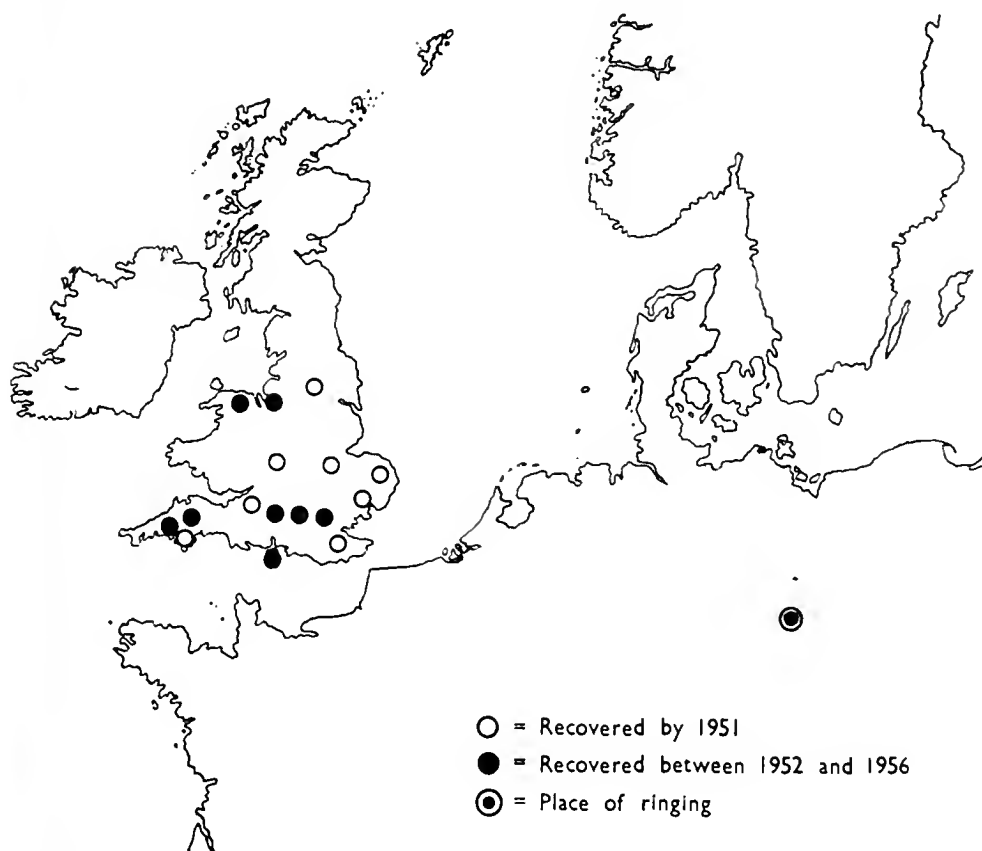 = Recovered by 1951
= Recovered between 1952 and 1956
= Place of ringing